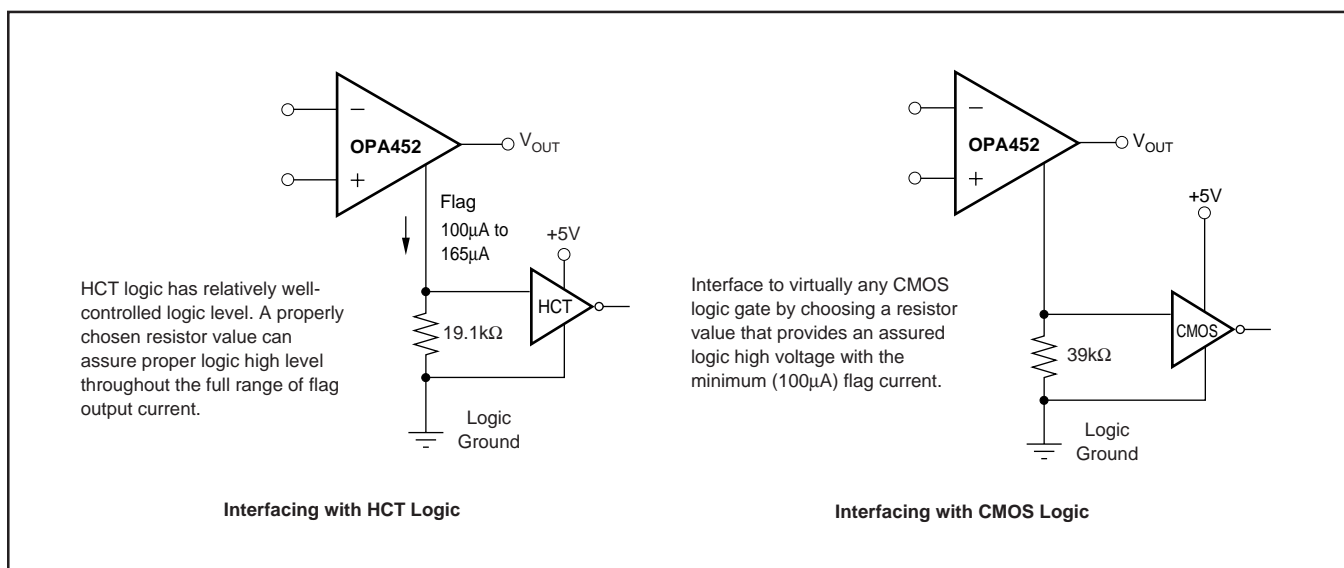 −
OPA452
+
V_OUT
Flag
100µA to
165µA
+5V
HCT
19.1kΩ
Logic
Ground
HCT logic has relatively well-
controlled logic level. A properly
chosen resistor value can
assure proper logic high level
throughout the full range of flag
output current.
Interfacing with HCT Logic
−
OPA452
+
V_OUT
+5V
CMOS
39kΩ
Logic
Ground
Interface to virtually any CMOS
logic gate by choosing a resistor
value that provides an assured
logic high voltage with the
minimum (100µA) flag current.
Interfacing with CMOS Logic